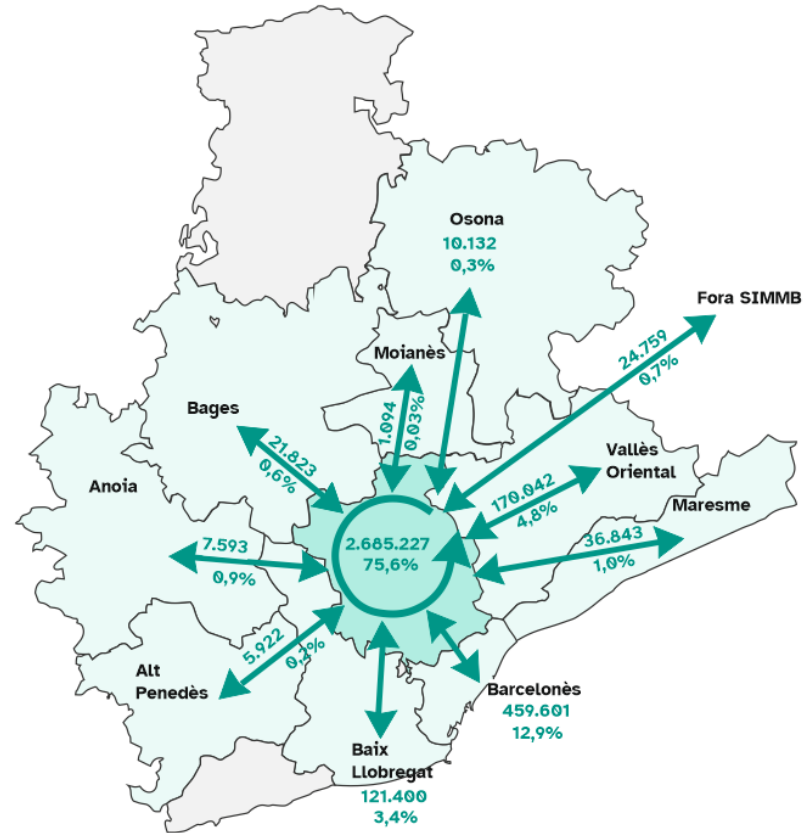 Osona
10.132
0,3%
Fora SIMMB
24.759
0,7%
Moianès
1.094
0,03%
Bages
21.823
0,6%
Vallès
Oriental
170.042
4,8%
Anoia
Maresme
36.843
1,0%
7.593
0,9%
2.685.227
75,6%
5.922
0,2%
Alt
Penedès
Barcelonès
459.601
12,9%
Baix
Llobregat
121.400
3,4%